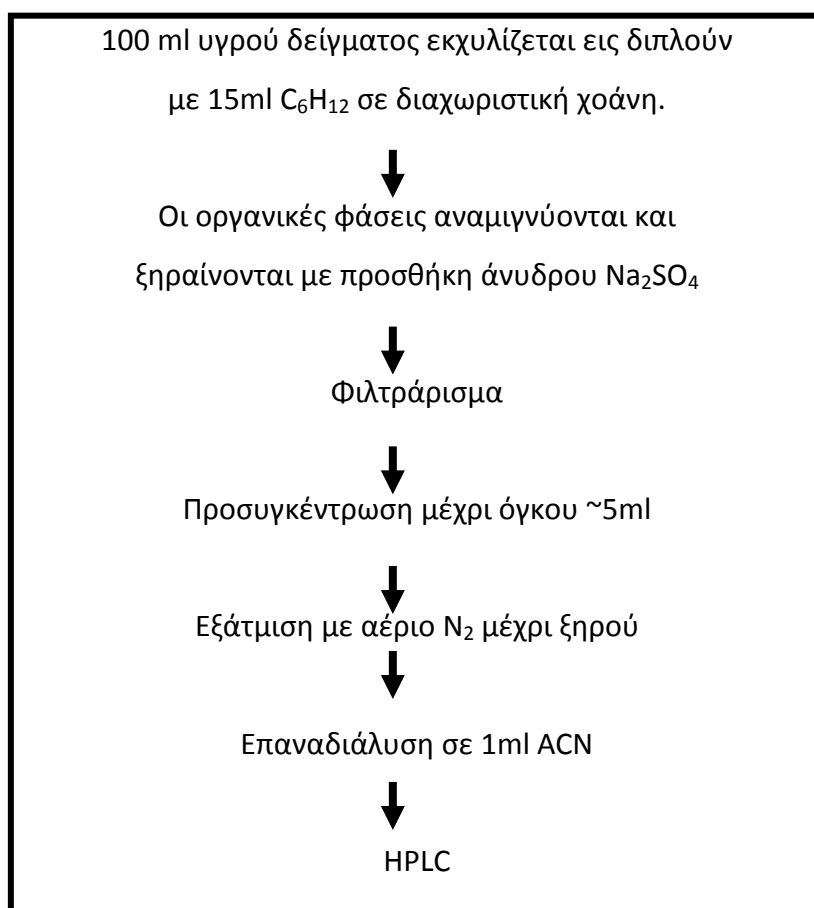 100 ml υγρού δείγματος εκχυλίζεται εις διπλούν
με 15ml C₆H₁₂ σε διαχωριστική χοάνη.
Οι οργανικές φάσεις αναμιγνύονται και
ξηραίνονται με προσθήκη άνυδρου Na₂SO₄
Φιλτράρισμα
Προσυγκέντρωση μέχρι όγκου ~5ml
Εξάτμιση με αέριο N₂ μέχρι ξηρού
Επαναδιάλυση σε 1ml ACN
HPLC